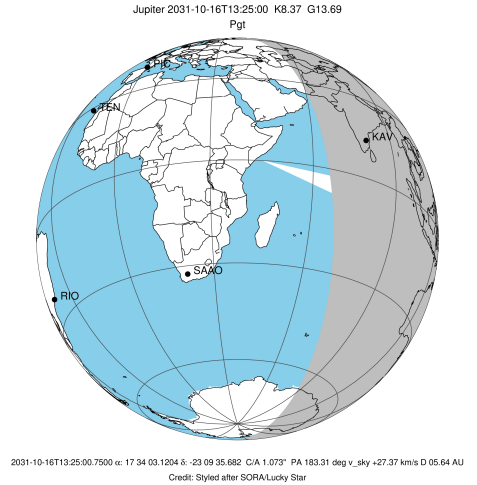 Jupiter 2031-10-16T13:25:00  K8.37  G13.69
Pgt
PIC
TEN
KAV
SAAO
RIO
2031-10-16T13:25:00.7500 α: 17 34 03.1204 δ: -23 09 35.682  C/A 1.073"  PA 183.31 deg v_sky +27.37 km/s D 05.64 AU
Credit: Styled after SORA/Lucky Star